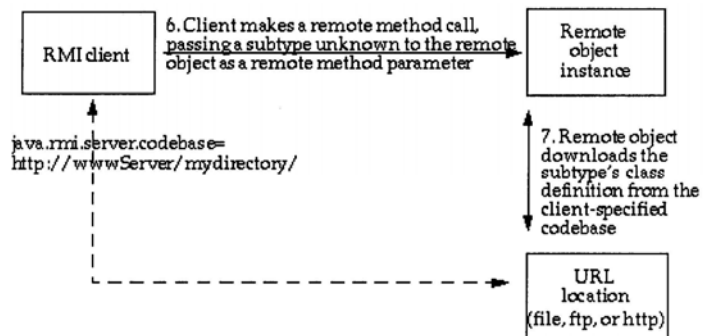 RMI client
6. Client makes a remote method call,
passing a subtype unknown to the remote
object as a remote method parameter
Remote
object
instance
java.rmi.server.codebase=
http://wwwServer/mydirectory/
7. Remote object
downloads the
subtype's class
definition from the
client-specified
codebase
URL
location
(file, ftp, or http)